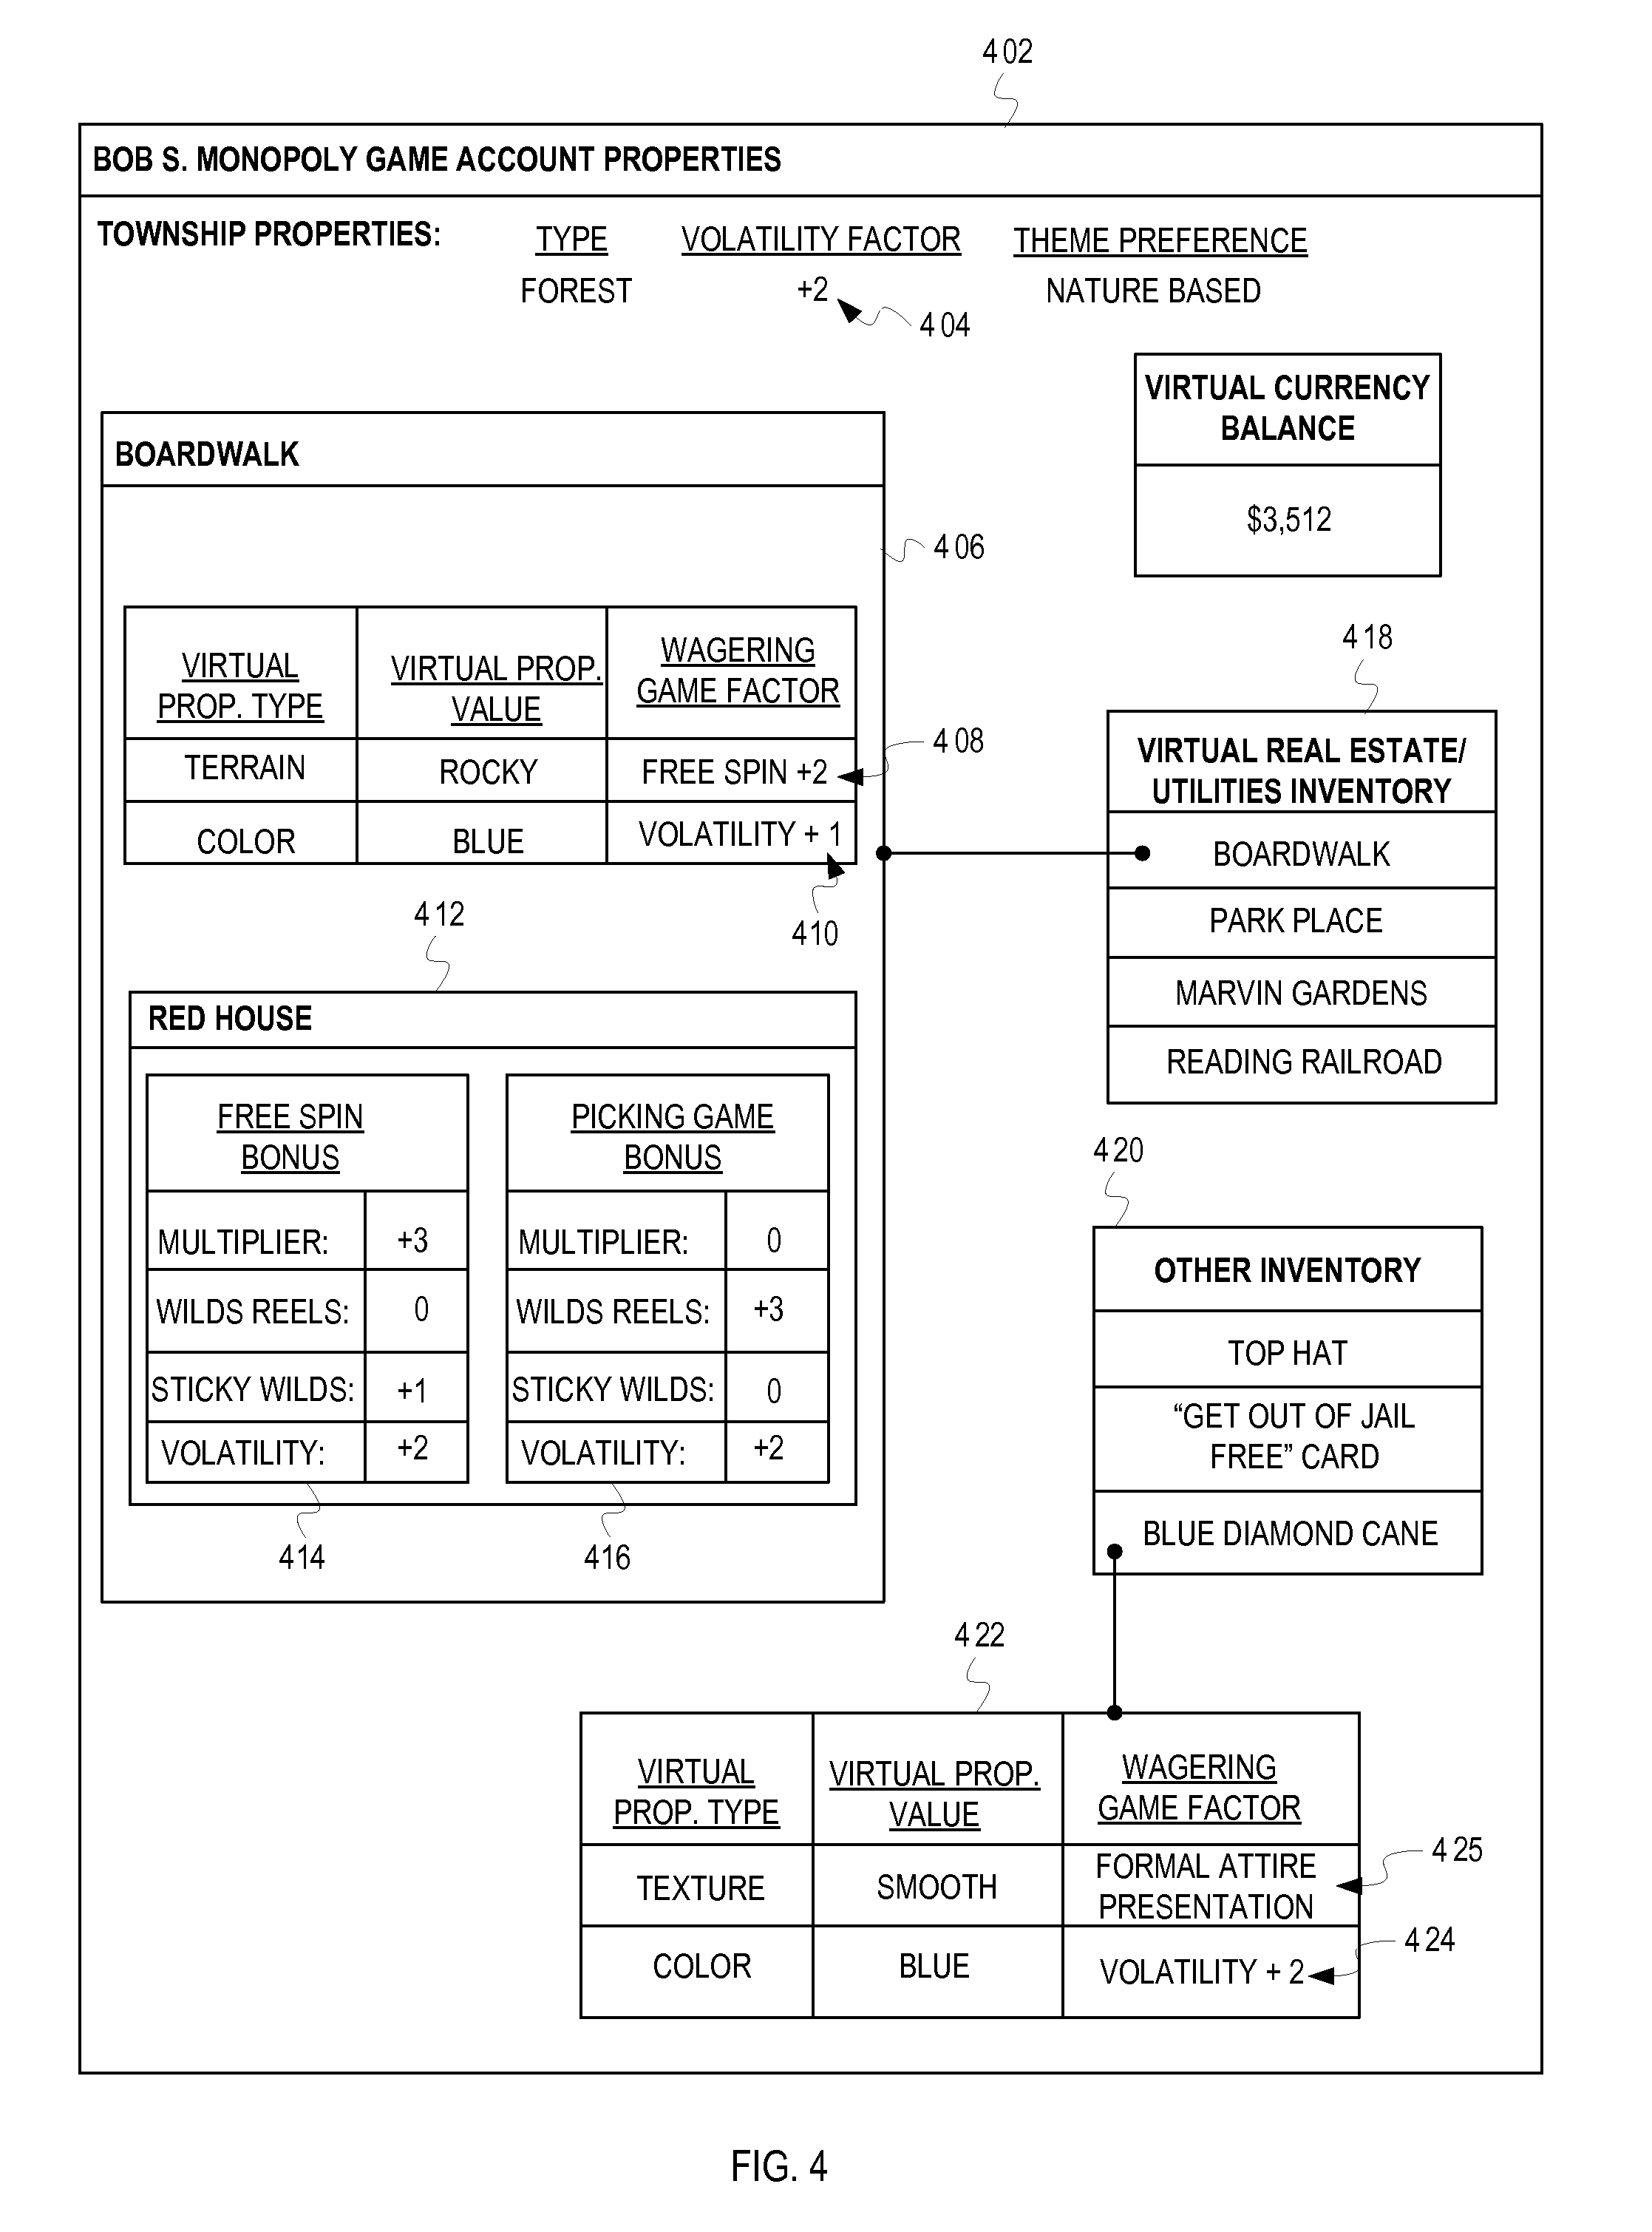 402
BOB S. MONOPOLY GAME ACCOUNT PROPERTIES
TOWNSHIP PROPERTIES:
TYPE
VOLATILITY FACTOR
THEME PREFERENCE
FOREST
+2
NATURE BASED
404
VIRTUAL CURRENCY
BALANCE
$3,512
BOARDWALK
406
VIRTUAL
PROP. TYPE
VIRTUAL PROP.
VALUE
WAGERING
GAME FACTOR
TERRAIN
ROCKY
FREE SPIN +2
408
COLOR
BLUE
VOLATILITY + 1
410
412
RED HOUSE
FREE SPIN
BONUS
MULTIPLIER:
+3
WILDS REELS:
0
STICKY WILDS:
+1
VOLATILITY:
+2
414
PICKING GAME
BONUS
MULTIPLIER:
0
WILDS REELS:
+3
STICKY WILDS:
0
VOLATILITY:
+2
416
418
VIRTUAL REAL ESTATE/
UTILITIES INVENTORY
BOARDWALK
PARK PLACE
MARVIN GARDENS
READING RAILROAD
420
OTHER INVENTORY
TOP HAT
“GET OUT OF JAIL
FREE” CARD
BLUE DIAMOND CANE
422
VIRTUAL
PROP. TYPE
VIRTUAL PROP.
VALUE
WAGERING
GAME FACTOR
TEXTURE
SMOOTH
FORMAL ATTIRE
PRESENTATION
425
COLOR
BLUE
VOLATILITY + 2
424
FIG. 4